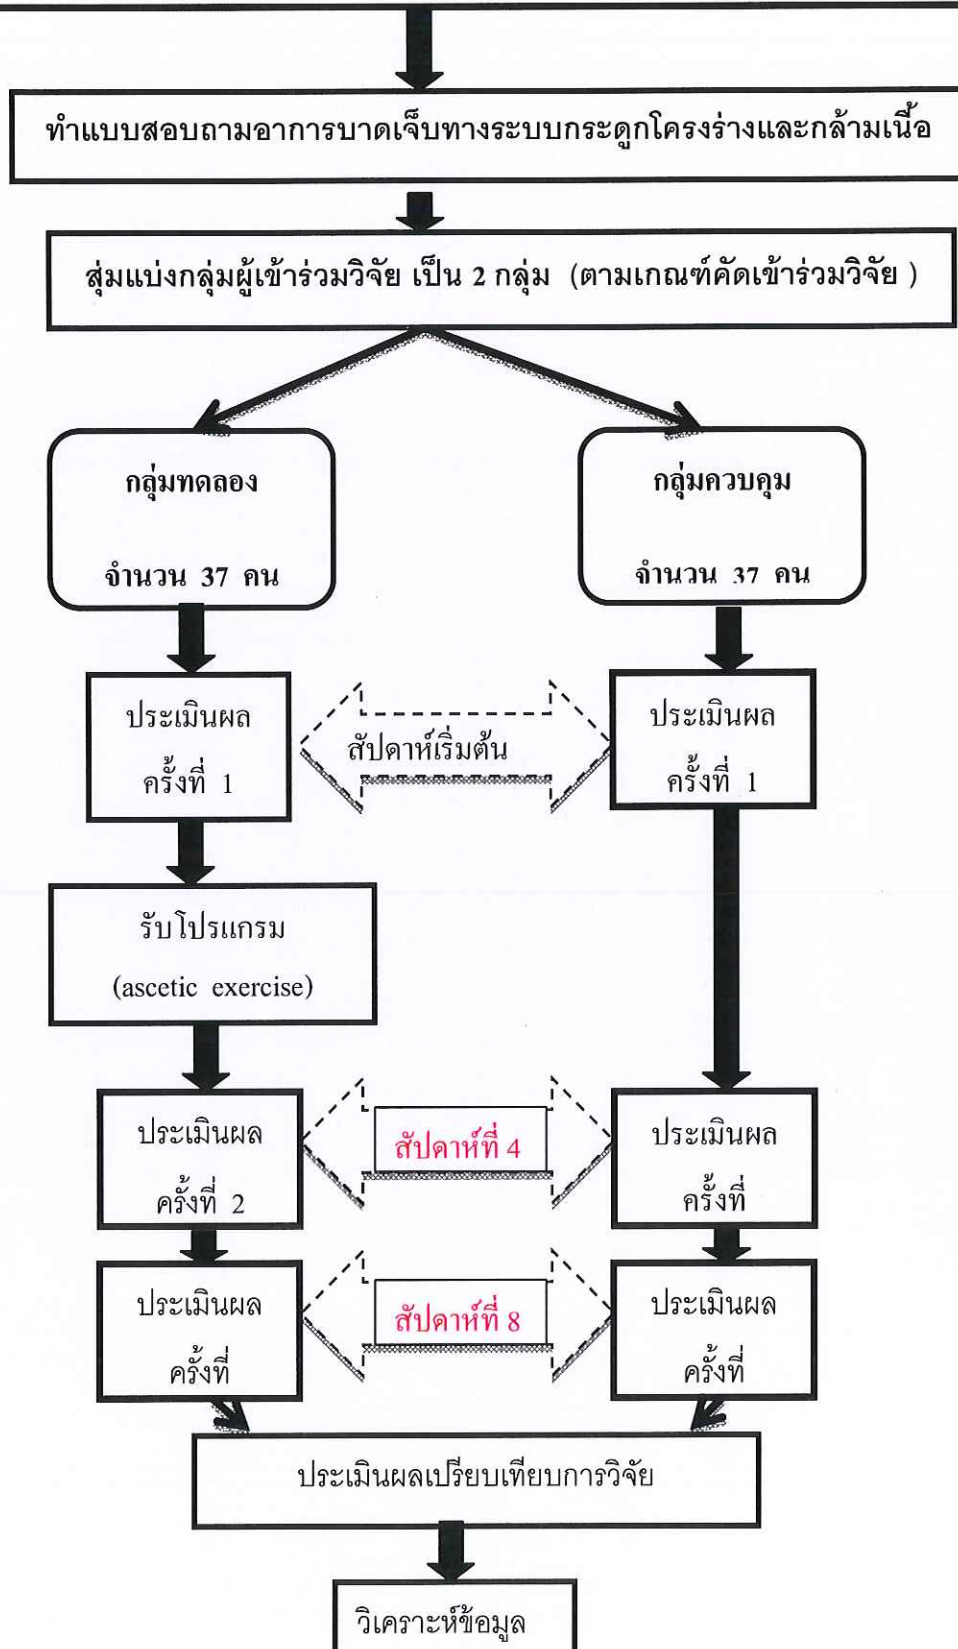 ทำแบบสอบถามอาการบาดเจ็บทางระบบกระดูกโครงร่างและกล้ามเนื้อ
สุ่มแบ่งกลุ่มผู้เข้าร่วมวิจัย เป็น 2 กลุ่ม (ตามเกณฑ์คัดเข้าร่วมวิจัย )
กลุ่มทดลอง
จำนวน 37 คน
กลุ่มควบคุม
จำนวน 37 คน
ประเมินผล
ครั้งที่ 1
สัปดาห์เริ่มต้น
ประเมินผล
ครั้งที่ 1
รับโปรแกรม
(ascetic exercise)
ประเมินผล
ครั้งที่ 2
สัปดาห์ที่ 4
ประเมินผล
ครั้งที่
ประเมินผล
ครั้งที่
สัปดาห์ที่ 8
ประเมินผล
ครั้งที่
ประเมินผลเปรียบเทียบการวิจัย
วิเคราะห์ข้อมูล